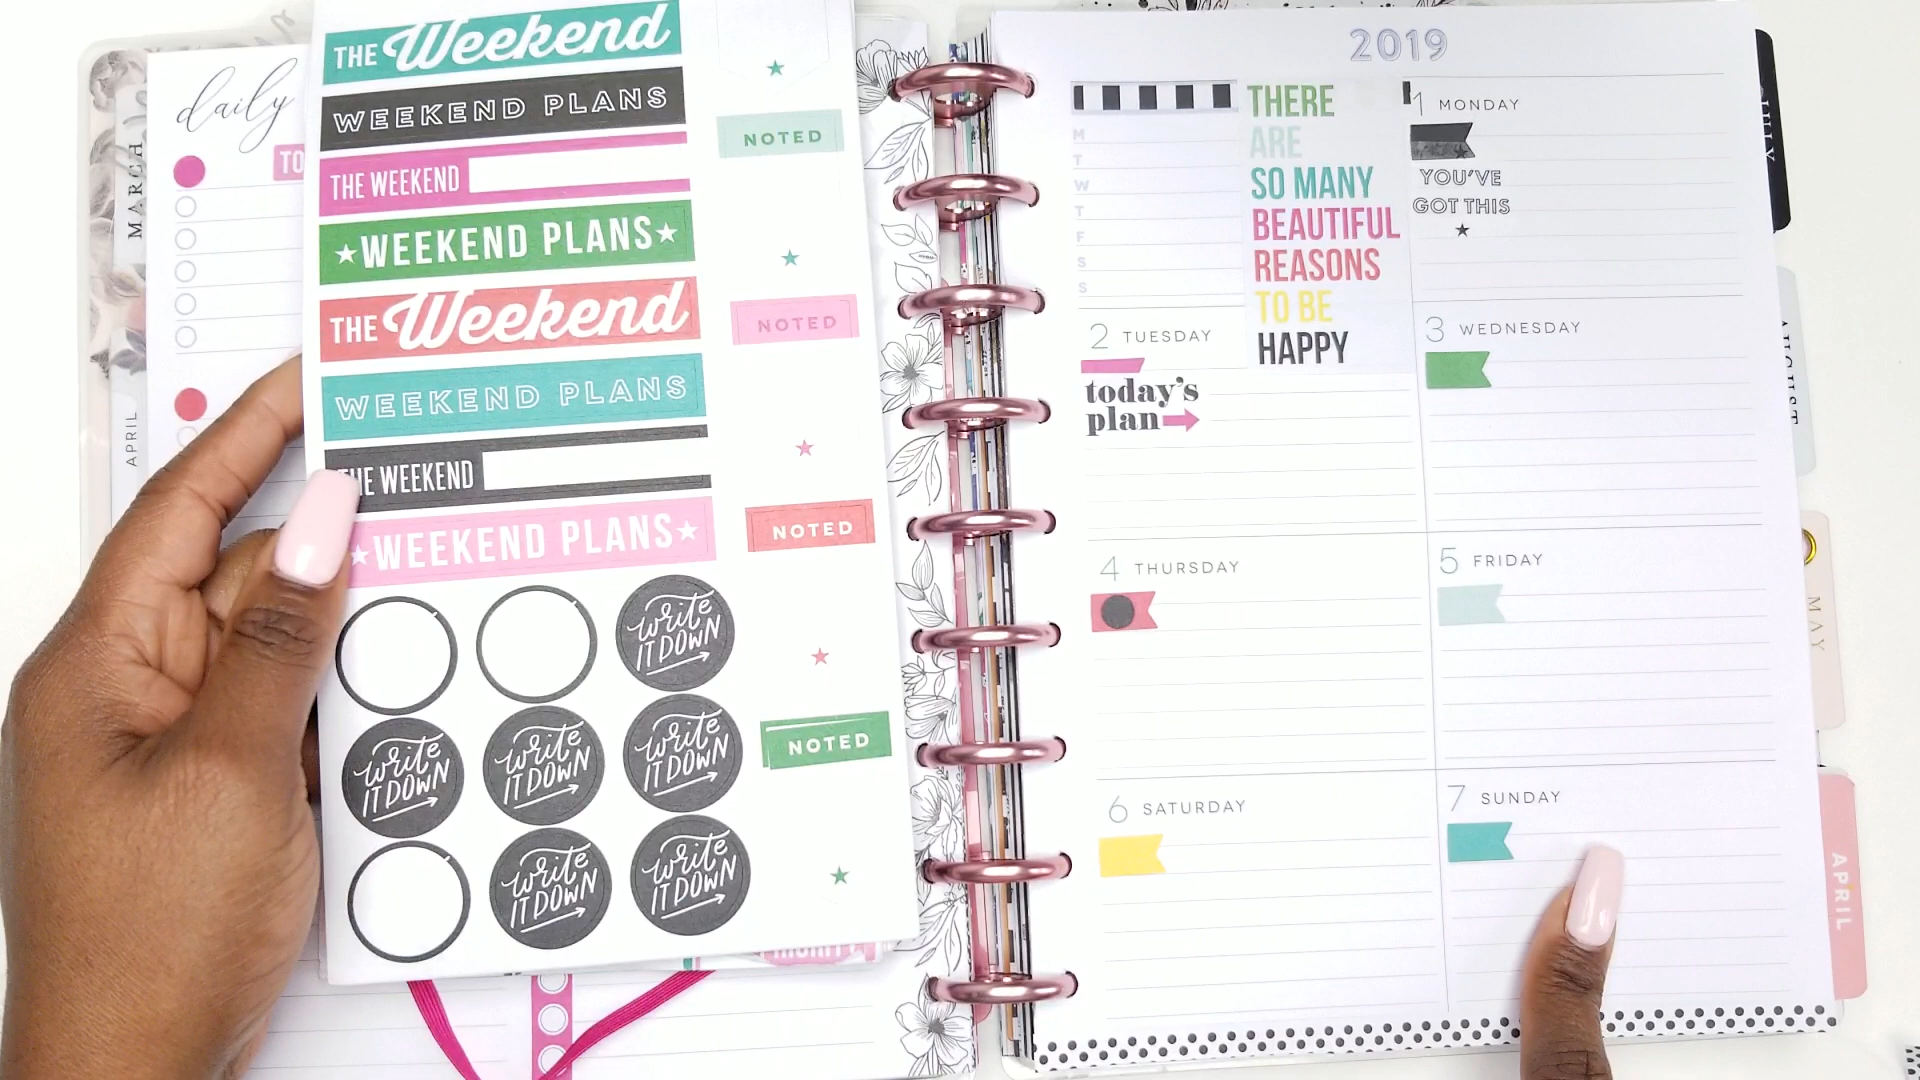 daily
TO
MARCH
APRIL
THE Weekend
WEEKEND PLANS
THE WEEKEND
WEEKEND PLANS
THE Weekend
WEEKEND PLANS
THE WEEKEND
WEEKEND PLANS
write
IT DOWN
write
IT DOWN
write
IT DOWN
write
IT DOWN
write
IT DOWN
write
IT DOWN
NOTED
NOTED
NOTED
NOTED
2019
M
T
W
T
F
S
S
THERE
ARE
SO MANY
BEAUTIFUL
REASONS
TO BE
HAPPY
1 MONDAY
YOU'VE
GOT THIS
2 TUESDAY
today's
plan
3 WEDNESDAY
4 THURSDAY
5 FRIDAY
6 SATURDAY
7 SUNDAY
AUGUST
MAY
APRIL